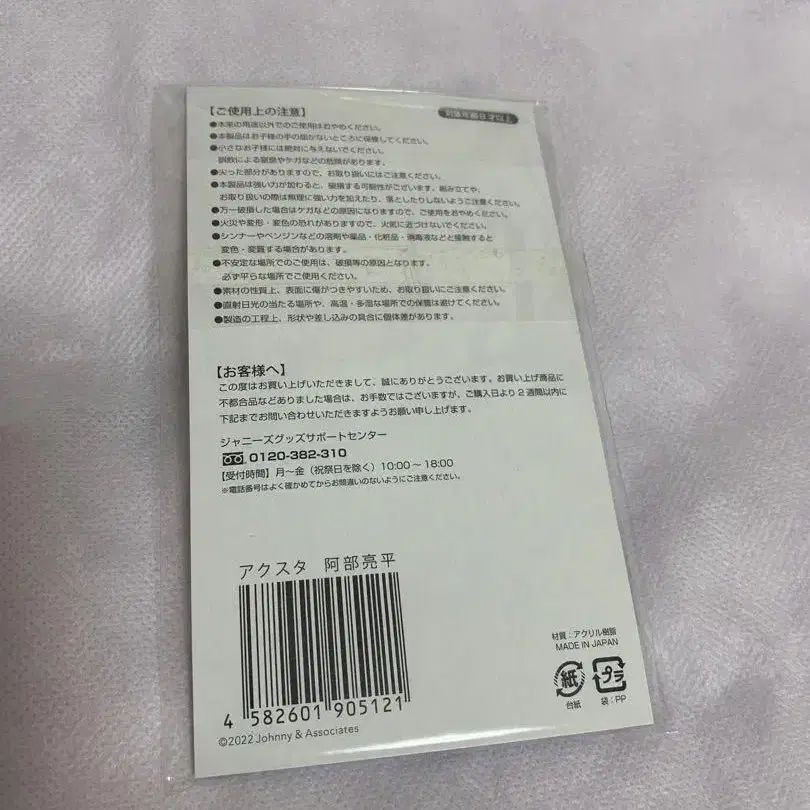 【ご使用上の注意】
対象年齢8才以上
●本来の用途以外でのご使用はおやめください。
●本製品はお子様の手の届かないところに保管してください。
●小さなお子様には絶対に与えないでください。
誤飲による窒息やケガなどの危険があります。
●尖った部分がありますので、お取り扱いにはご注意ください。
●本製品は強い力が加わると、破損する可能性がございます。組み立てや、
お取り扱いの際は無理に強い力を加えたり、落としたりしないようご注意ください。
●万一破損した場合はケガなどの原因になりますので、ご使用をおやめください。
●火災や変形・変色の恐れがありますので、火気に近づけないでください。
●シンナーやベンジンなどの溶剤や薬品・化粧品・消毒液などと接触すると
変色・変質する場合があります。
●不安定な場所でのご使用は、破損等の原因となります。
必ず平らな場所でご使用ください。
●素材の性質上、表面に傷がつきやすいため、お取り扱いにご注意ください。
●直射日光の当たる場所や、高温・多湿な場所での保管は避けてください。
●製造の工程上、形状や差し込みの具合に個体差があります。
【お客様へ】
この度はお買い上げいただきまして、誠にありがとうございます。お買い上げ商品に
不都合品などありました場合は、お手数ではございますが、ご購入日より2週間以内に
下記までお問い合わせいただきますようお願い申し上げます。
ジャニーズグッズサポートセンター
0120-382-310
【受付時間】月〜金（祝祭日を除く）10:00〜18:00
※電話番号はよく確かめてからお間違いのないようにご注意ください。
アクスタ 阿部亮平
4 582601 905121
©2022 Johnny & Associates
材質：アクリル樹脂
MADE IN JAPAN
紙 プラ
台紙 袋：PP